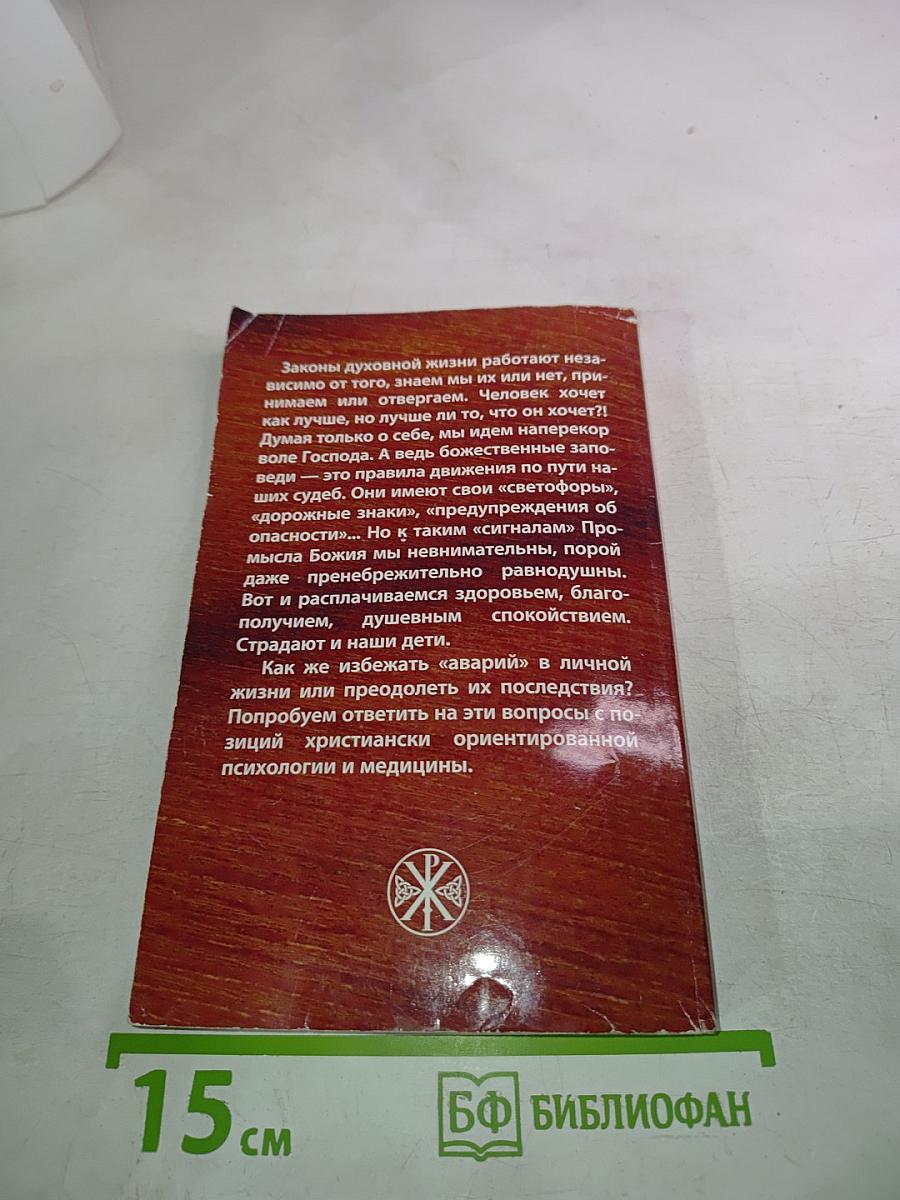 Законы духовной жизни работают неза-
висимо от того, знаем мы их или нет, при-
нимаем или отвергаем. Человек хочет
как лучше, но лучше ли то, что он хочет?!
Думая только о себе, мы идем наперекор
воле Господа. А ведь божественные запо-
веди — это правила движения по пути на-
ших судеб. Они имеют свои «светофоры»,
«дорожные знаки», «предупреждения об
опасности»... Но к таким «сигналам» Про-
мысла Божия мы невнимательны, порой
даже пренебрежительно равнодушны.
Вот и расплачиваемся здоровьем, благо-
получием, душевным спокойствием.
Страдают и наши дети.
Как же избежать «аварий» в личной
жизни или преодолеть их последствия?
Попробуем ответить на эти вопросы с по-
зиций христиански ориентированной
психологии и медицины.
15 см
БФ БИБЛИОФАН